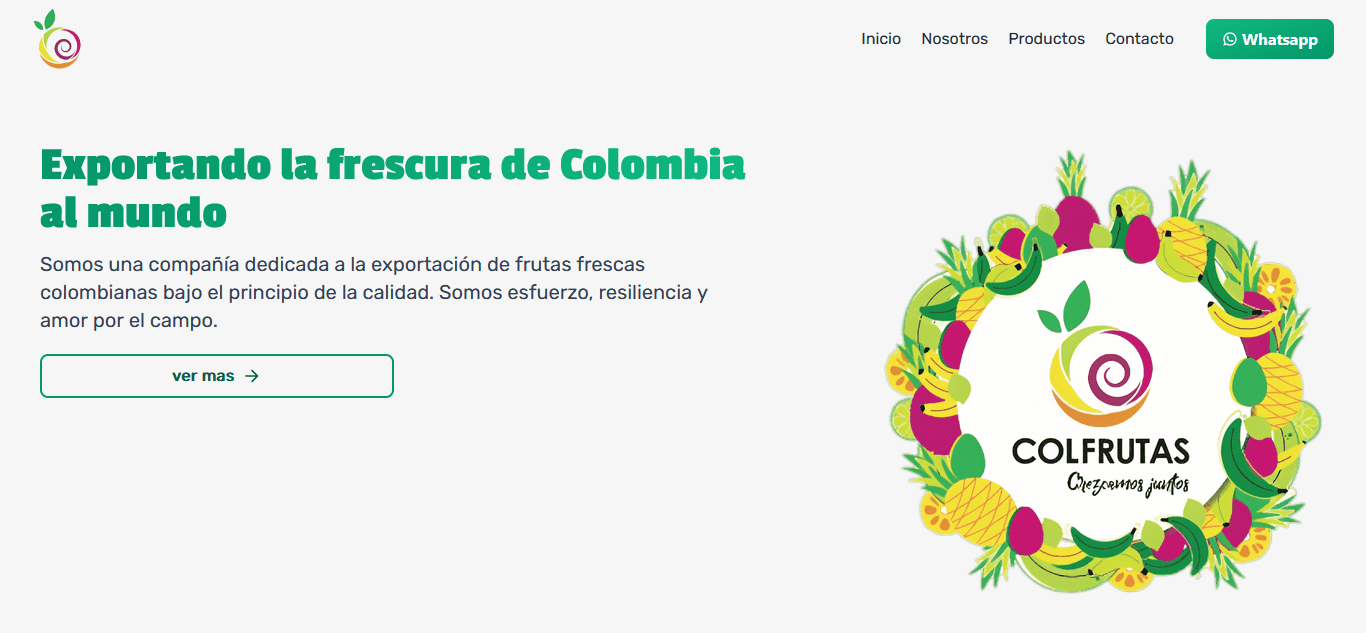 Inicio Nosotros Productos Contacto Whatsapp
Exportando la frescura de Colombia
al mundo
Somos una compañía dedicada a la exportación de frutas frescas
colombianas bajo el principio de la calidad. Somos esfuerzo, resiliencia y
amor por el campo.
ver mas →
COLFRUTAS
Crezcamos juntos